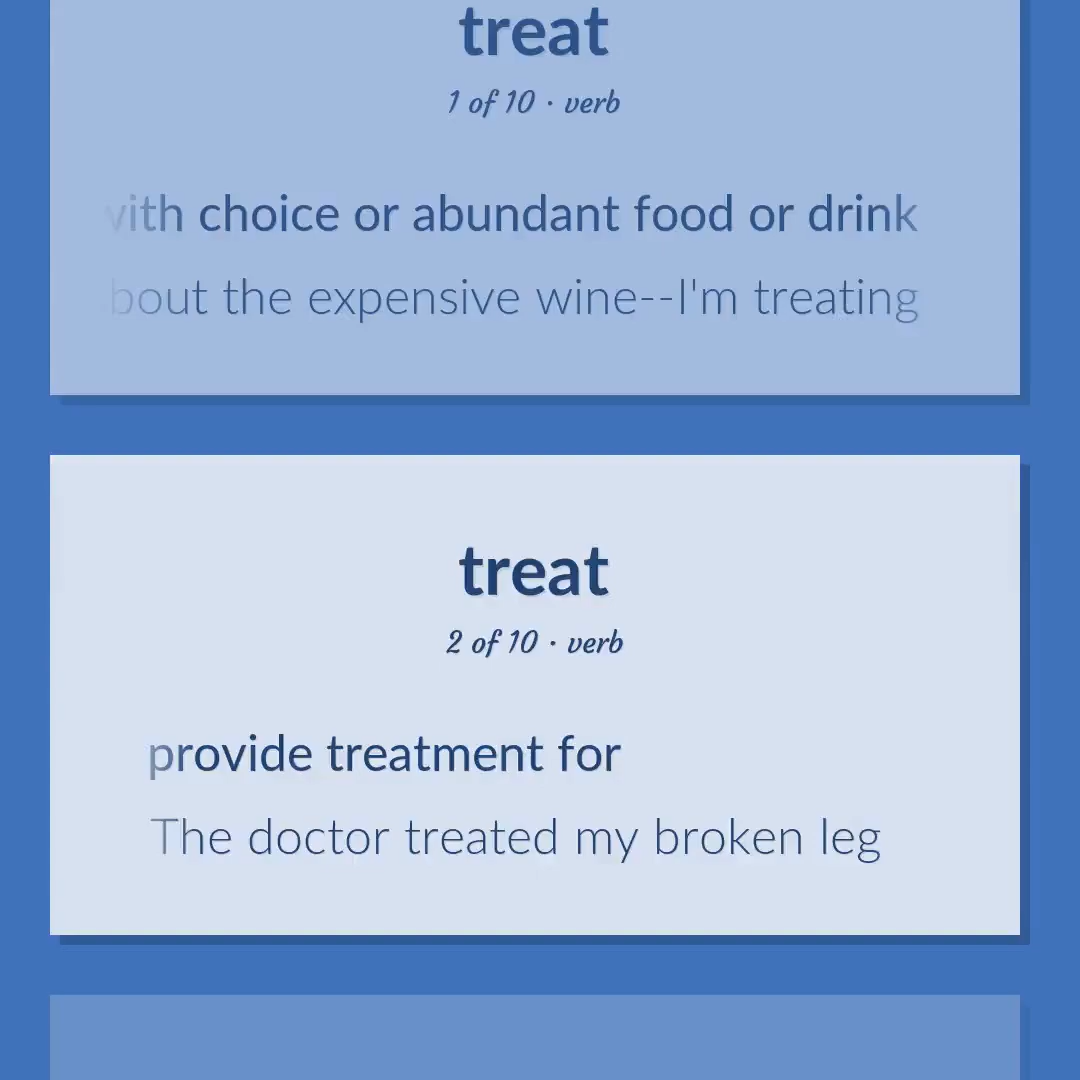 treat
1 of 10 · verb
with choice or abundant food or drink
bout the expensive wine--I'm treating
treat
2 of 10 · verb
provide treatment for
The doctor treated my broken leg